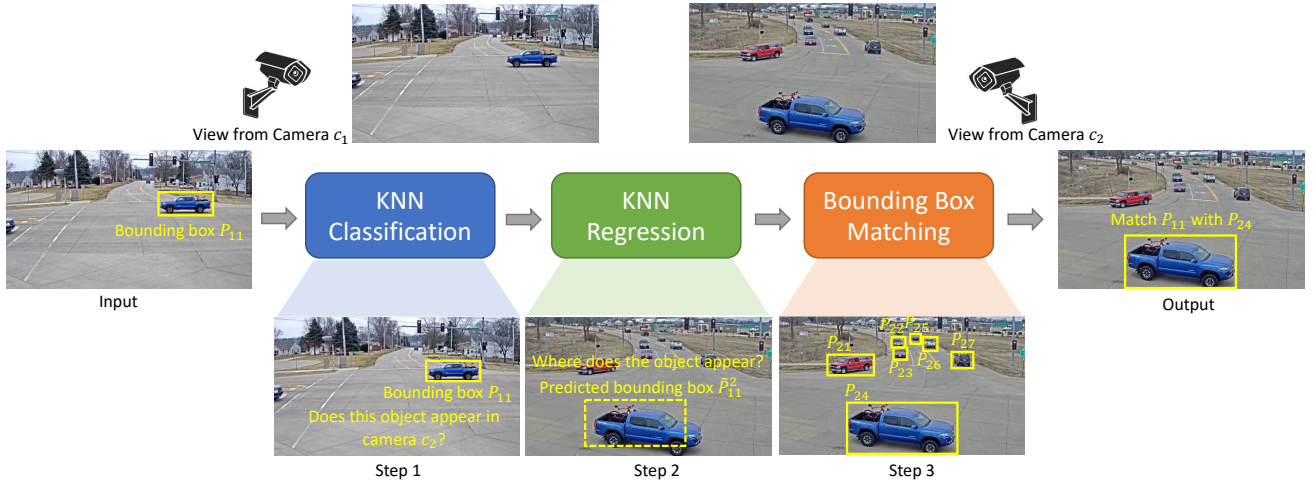 View from Camera c₁
View from Camera c₂
Bounding box P₁₁
Input
KNN
Classification
KNN
Regression
Bounding Box
Matching
Match P₁₁ with P₂₄
Output
Bounding box P₁₁
Does this object appear in
camera c₂?
Step 1
Where does the object appear?
Predicted bounding box P̃²₁₁
Step 2
P₂₁
P₂₂
P₂₅
P₂₃
P₂₆
P₂₇
P₂₄
Step 3